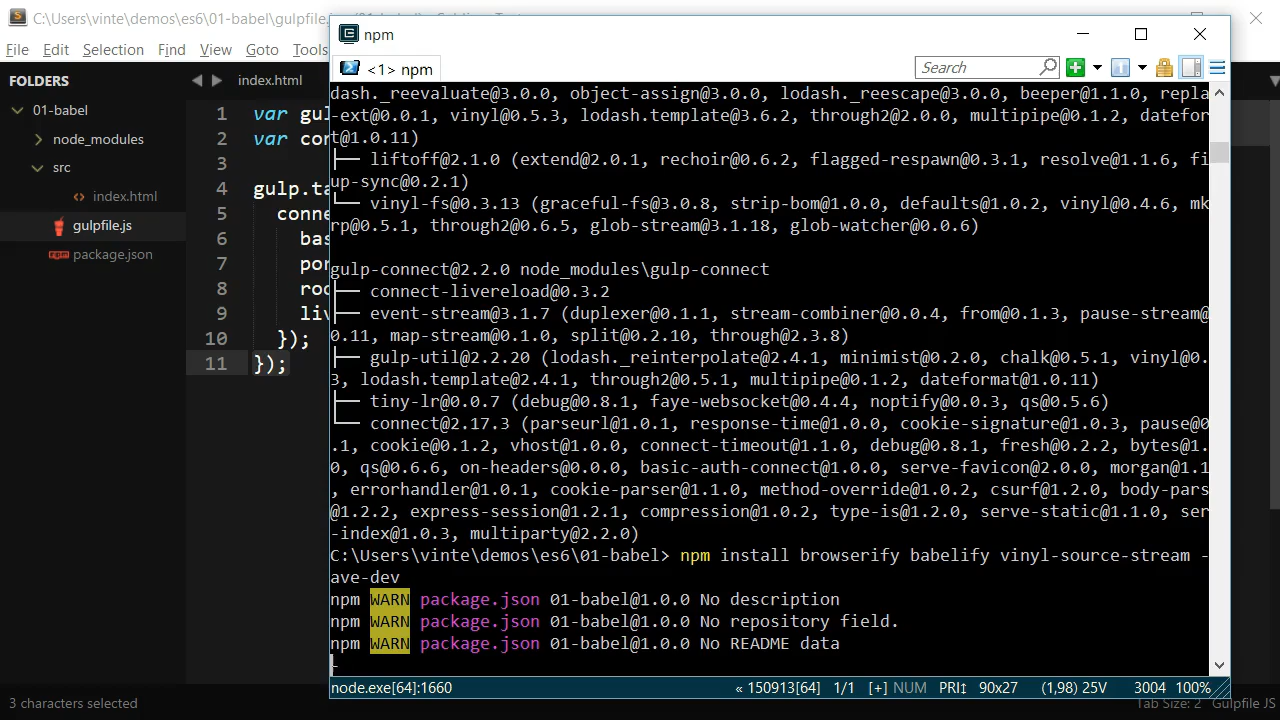 C:\Users\vinte\demos\es6\01-babel\gulpfile.j
File Edit Selection Find View Goto Tools
FOLDERS
01-babel
node_modules
src
index.html
gulpfile.js
package.json
index.html
1 var gul
2 var con
3
4 gulp.ta
5 conne
6 bas
7 por
8 roo
9 liv
10 });
11 });
npm
<1> npm
Search
dash._reevaluate@3.0.0, object-assign@3.0.0, lodash._reescape@3.0.0, beeper@1.1.0, repla
-ext@0.0.1, vinyl@0.5.3, lodash.template@3.6.2, through2@2.0.0, multipipe@0.1.2, datefor
t@1.0.11)
├── liftoff@2.1.0 (extend@2.0.1, rechoir@0.6.2, flagged-respawn@0.3.1, resolve@1.1.6, fi
up-sync@0.2.1)
└── vinyl-fs@0.3.13 (graceful-fs@3.0.8, strip-bom@1.0.0, defaults@1.0.2, vinyl@0.4.6, mk
rp@0.5.1, through2@0.6.5, glob-stream@3.1.18, glob-watcher@0.0.6)
gulp-connect@2.2.0 node_modules\gulp-connect
├── connect-livereload@0.3.2
├── event-stream@3.1.7 (duplexer@0.1.1, stream-combiner@0.0.4, from@0.1.3, pause-stream@
0.11, map-stream@0.1.0, split@0.2.10, through@2.3.8)
├── gulp-util@2.2.20 (lodash._reinterpolate@2.4.1, minimist@0.2.0, chalk@0.5.1, vinyl@0.
3, lodash.template@2.4.1, through2@0.5.1, multipipe@0.1.2, dateformat@1.0.11)
├── tiny-lr@0.0.7 (debug@0.8.1, faye-websocket@0.4.4, noptify@0.0.3, qs@0.5.6)
└── connect@2.17.3 (parseurl@1.0.1, response-time@1.0.0, cookie-signature@1.0.3, pause@0
.1, cookie@0.1.2, vhost@1.0.0, connect-timeout@1.1.0, debug@0.8.1, fresh@0.2.2, bytes@1.
0, qs@0.6.6, on-headers@0.0.0, basic-auth-connect@1.0.0, serve-favicon@2.0.0, morgan@1.1
, errorhandler@1.0.1, cookie-parser@1.1.0, method-override@1.0.2, csurf@1.2.0, body-pars
@1.2.2, express-session@1.2.1, compression@1.0.2, type-is@1.2.0, serve-static@1.1.0, ser
-index@1.0.3, multiparty@2.2.0)
C:\Users\vinte\demos\es6\01-babel> npm install browserify babelify vinyl-source-stream -
ave-dev
npm WARN package.json 01-babel@1.0.0 No description
npm WARN package.json 01-babel@1.0.0 No repository field.
npm WARN package.json 01-babel@1.0.0 No README data
-
node.exe[64]:1660 « 150913[64] 1/1 [+] NUM PRI↕ 90x27 (1,98) 25V 3004 100%
3 characters selected
Tab Size: 2 Gulpfile JS